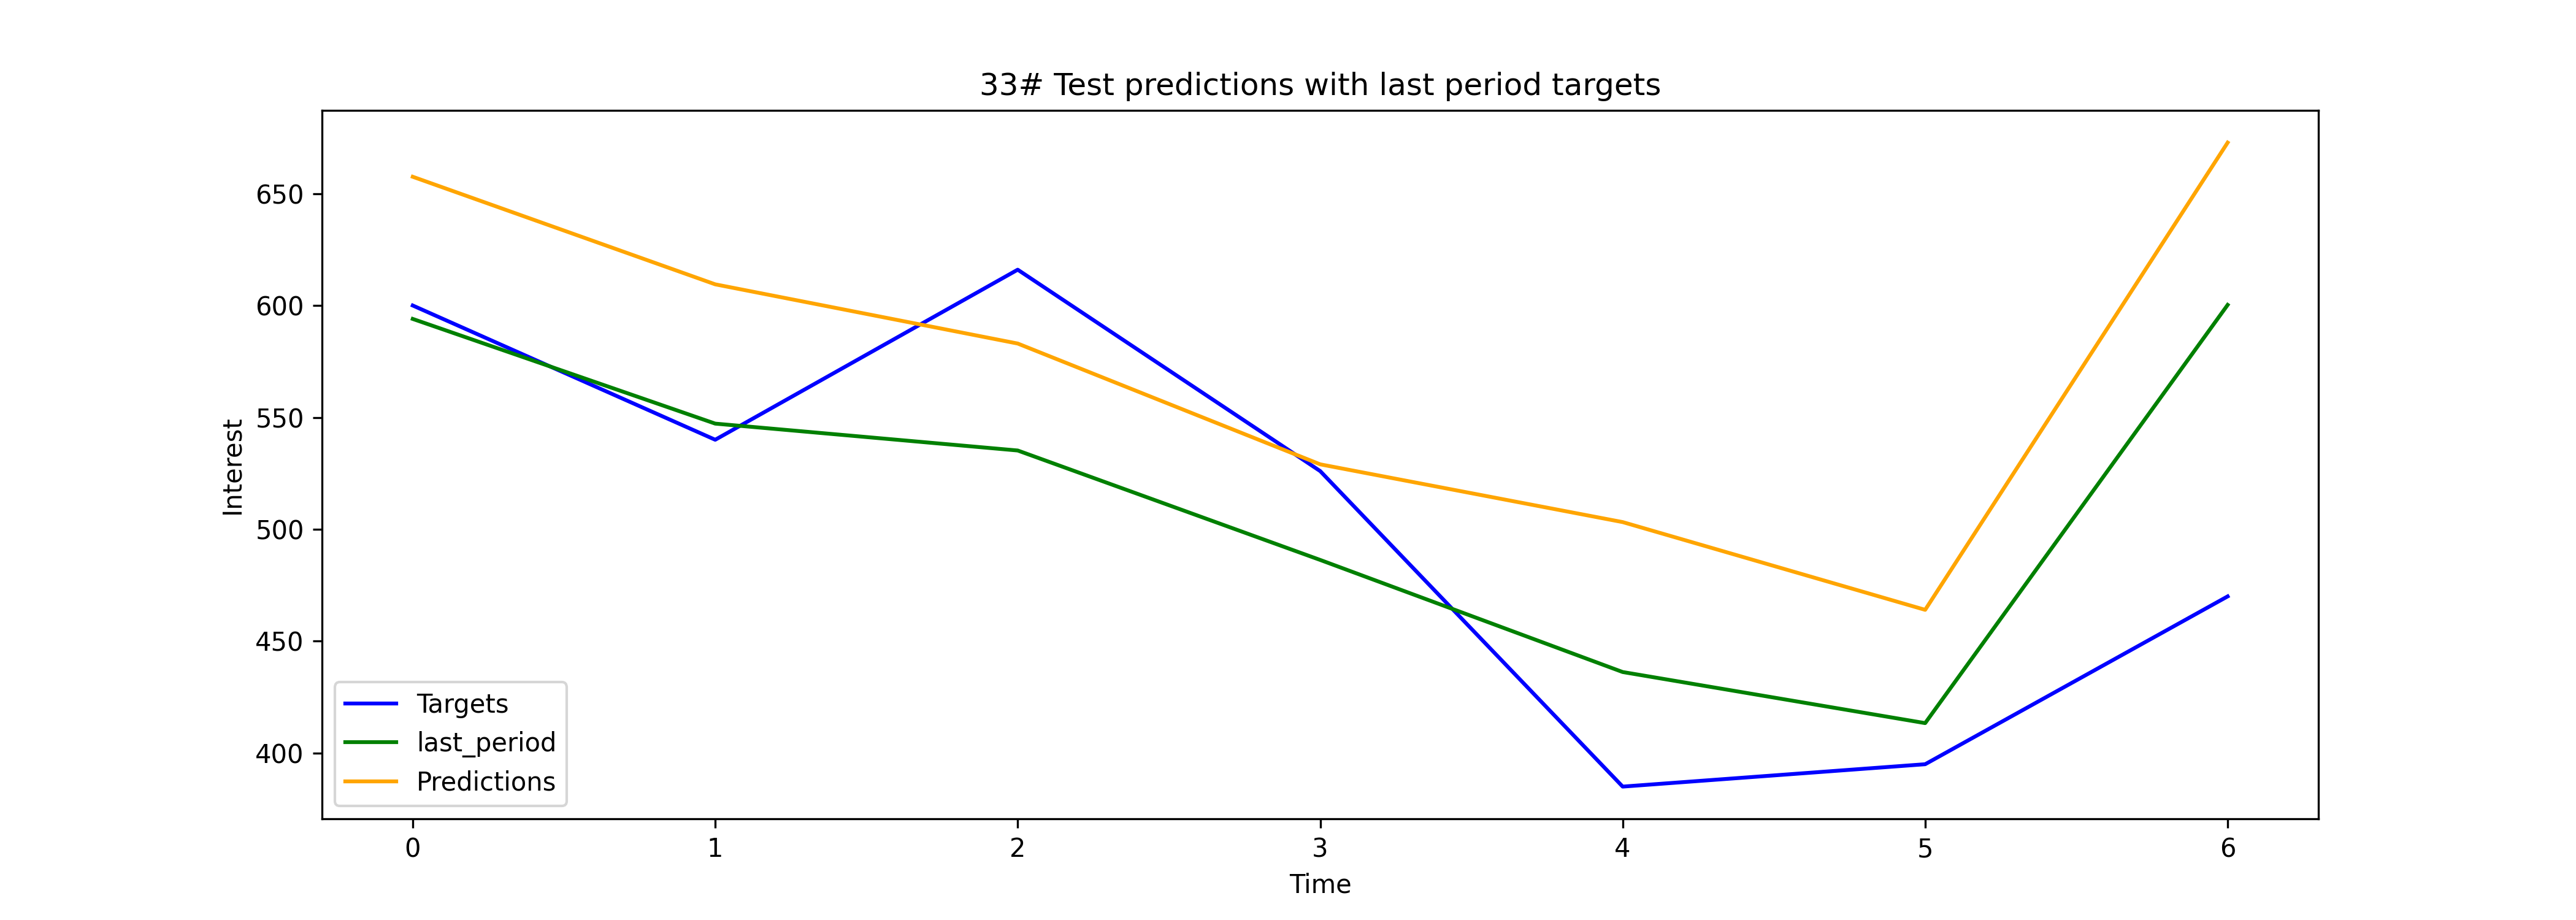 33# Test predictions with last period targets
Interest
650
600
550
500
450
400
Targets
last_period
Predictions
0 1 2 3 4 5 6
Time